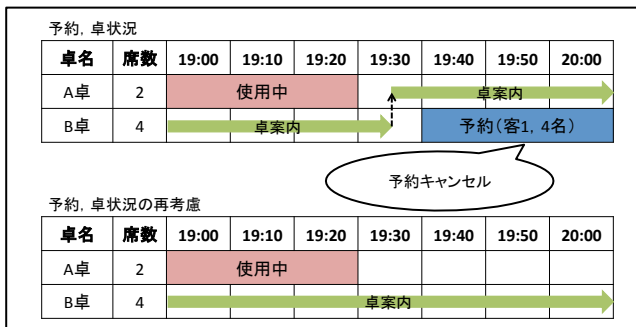 予約, 卓状況
卓名 席数 19:00 19:10 19:20 19:30 19:40 19:50 20:00
A卓 2 使用中 卓案内
B卓 4 卓案内 予約(客1, 4名)
予約キャンセル
予約, 卓状況の再考慮
卓名 席数 19:00 19:10 19:20 19:30 19:40 19:50 20:00
A卓 2 使用中
B卓 4 卓案内